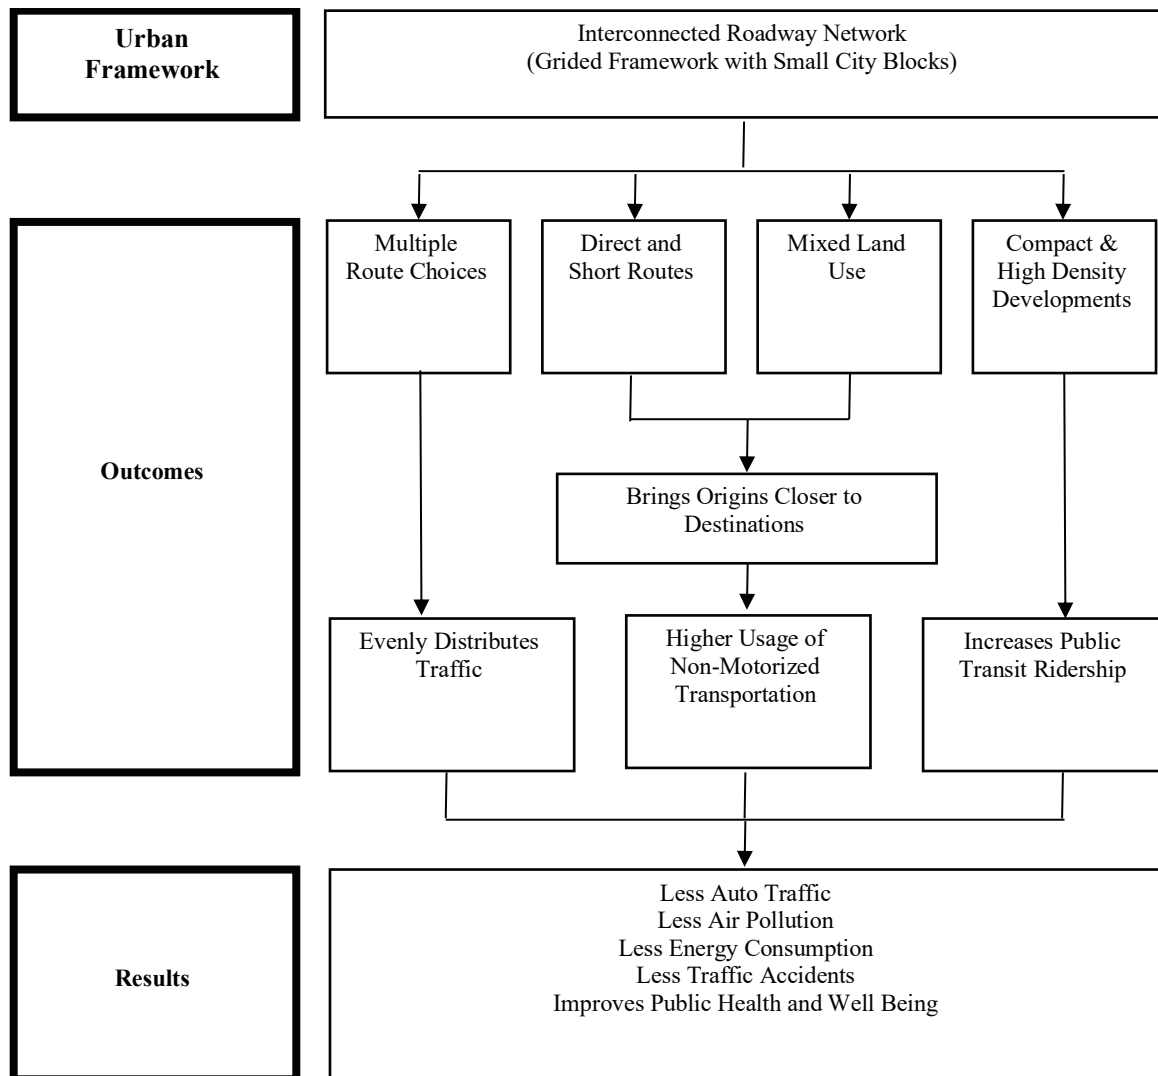 Urban
Framework
Interconnected Roadway Network
(Grided Framework with Small City Blocks)
Outcomes
Multiple
Route Choices
Direct and
Short Routes
Mixed Land
Use
Compact &
High Density
Developments
Brings Origins Closer to
Destinations
Evenly Distributes
Traffic
Higher Usage of
Non-Motorized
Transportation
Increases Public
Transit Ridership
Results
Less Auto Traffic
Less Air Pollution
Less Energy Consumption
Less Traffic Accidents
Improves Public Health and Well Being